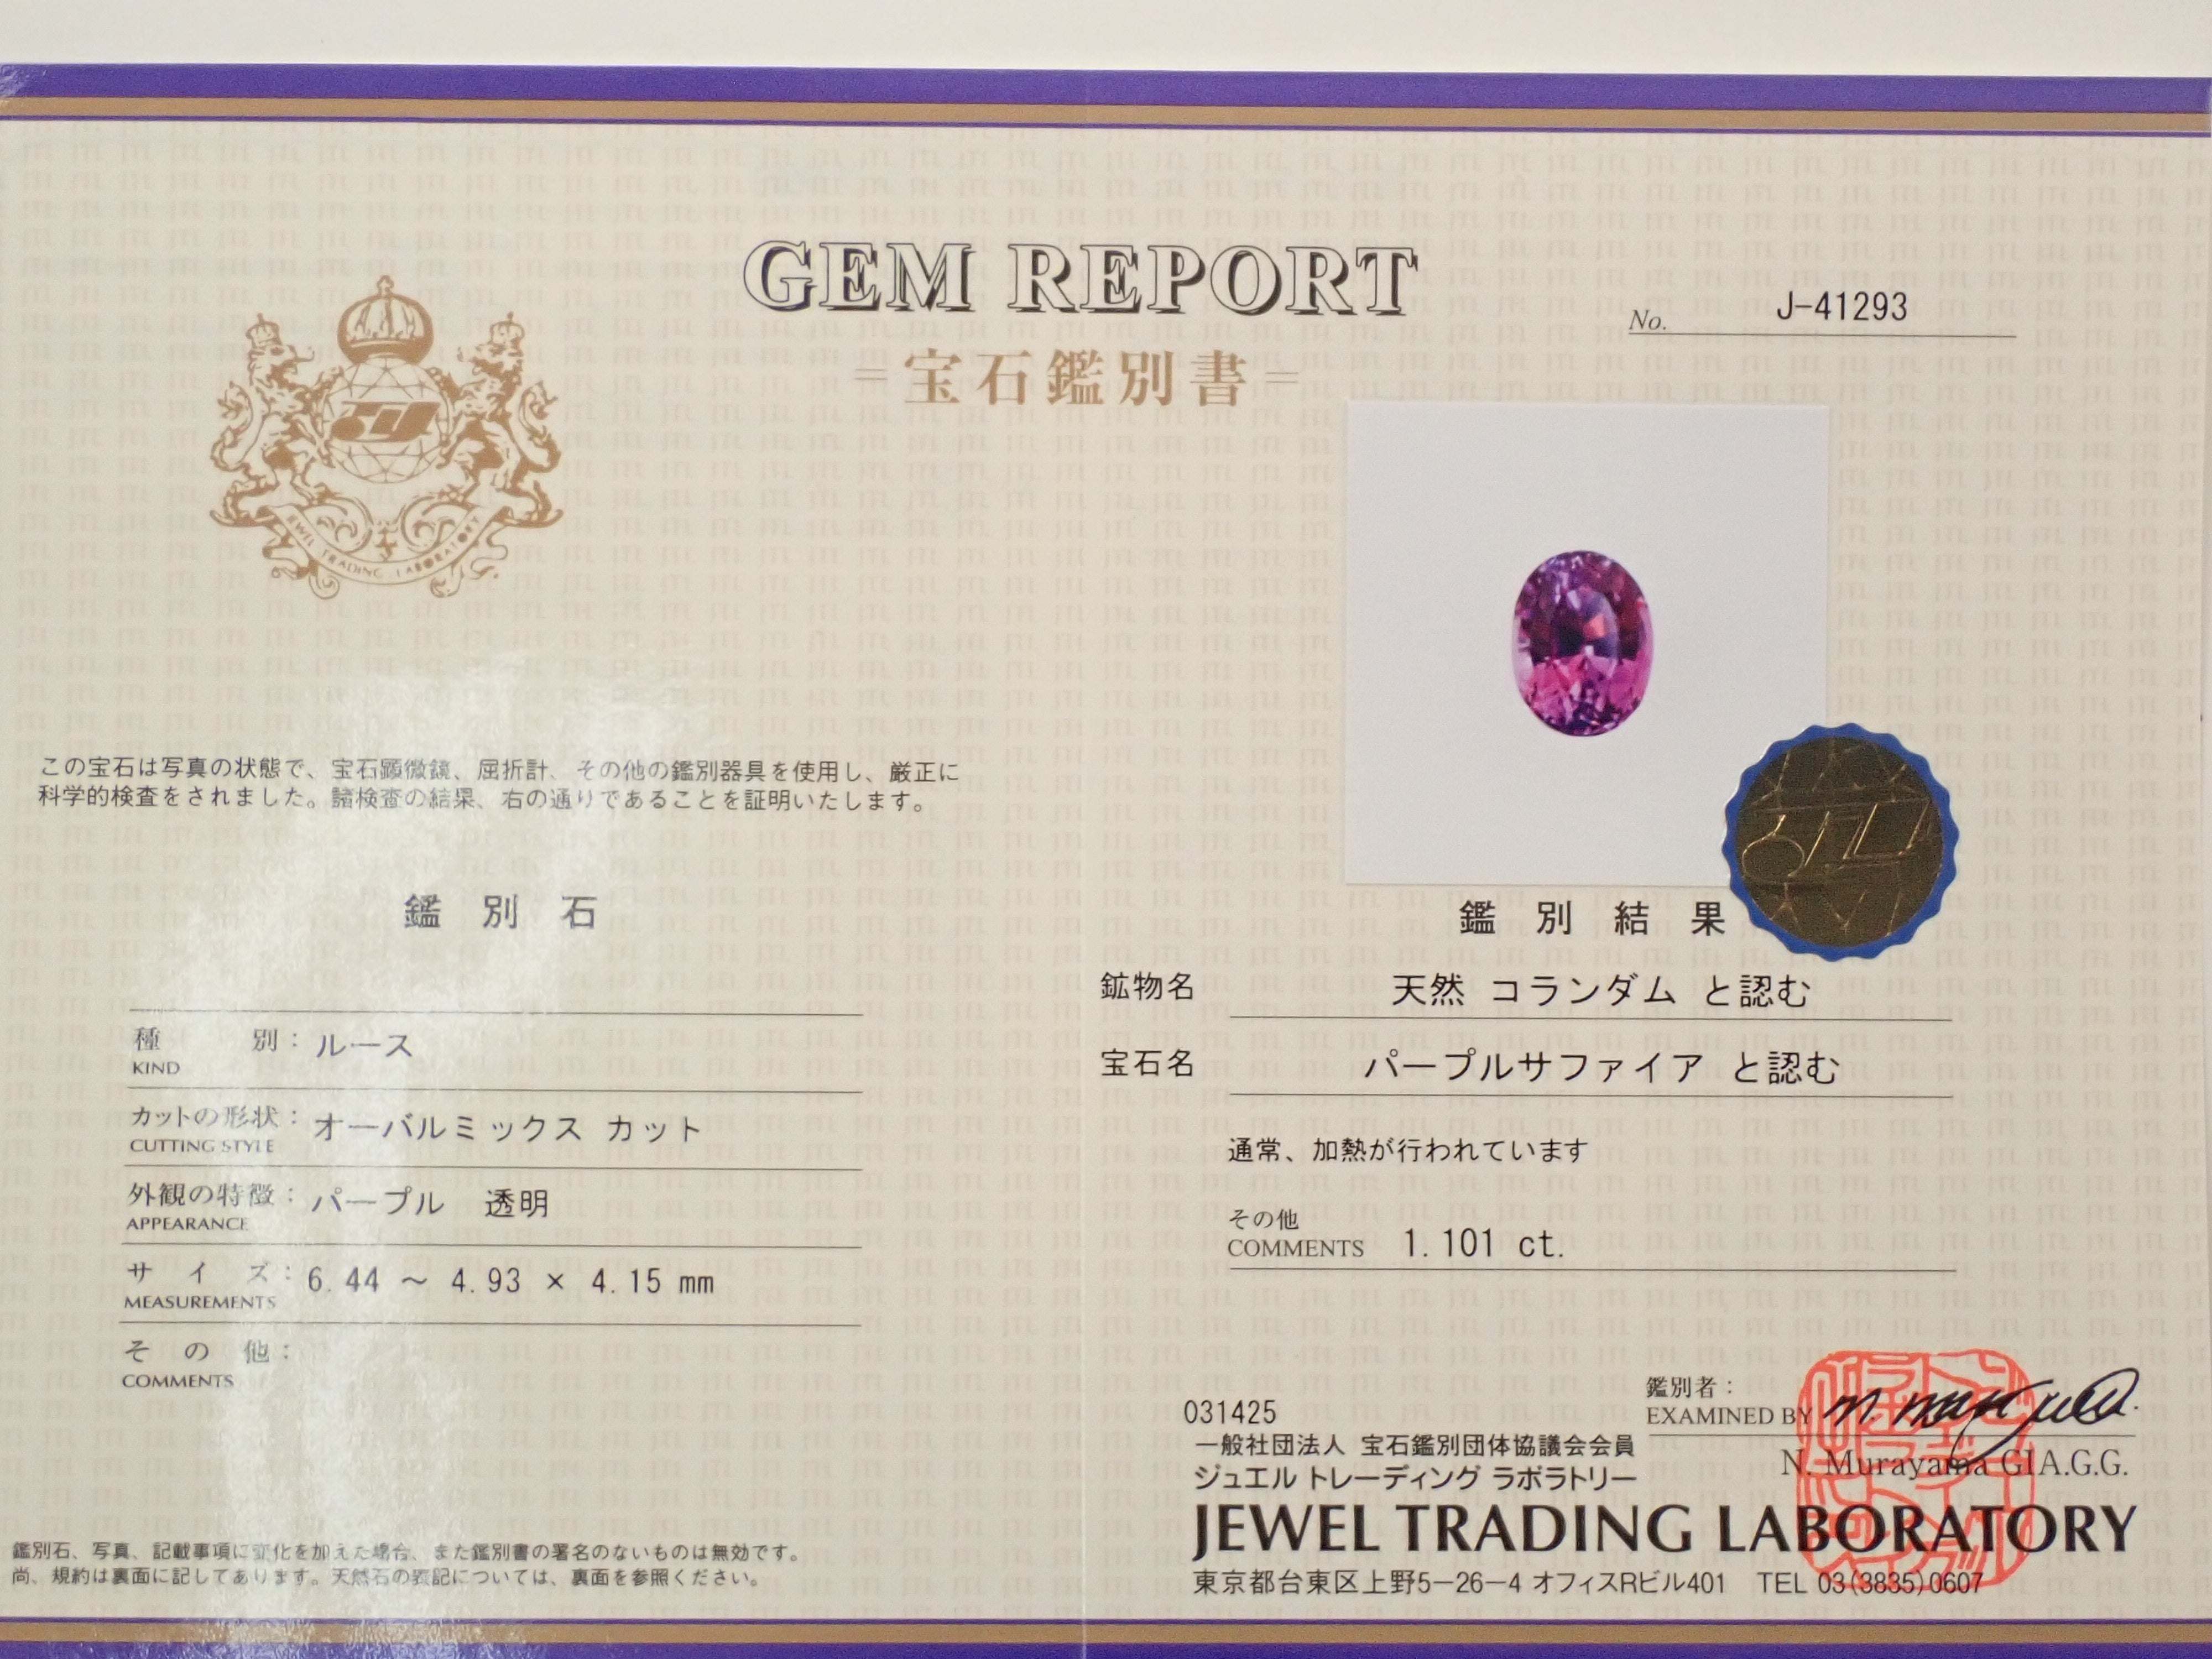 GEM REPORT
=宝石鑑別書=
No. J-41293
JEWEL TRADING LABORATORY
この宝石は写真の状態で、宝石顕微鏡、屈折計、その他の鑑別器具を使用し、厳正に
科学的検査をされました。諸検査の結果、右の通りであることを証明いたします。
鑑 別 石
種 別: ルース
KIND
カットの形状: オーバルミックス カット
CUTTING STYLE
外観の特徴: パープル 透明
APPEARANCE
サ イ ズ: 6.44 ～ 4.93 × 4.15 mm
MEASUREMENTS
そ の 他:
COMMENTS
鑑別石、写真、記載事項に変化を加えた場合、また鑑別書の署名のないものは無効です。
尚、規約は裏面に記してあります。天然石の表記については、裏面を参照ください。
鑑 別 結 果
鉱物名 天然 コランダム と認む
宝石名 パープルサファイア と認む
通常、加熱が行われています
その他
COMMENTS 1.101 ct.
鑑別者:
EXAMINED BY
N. Murayama GIA.G.G.
031425
一般社団法人 宝石鑑別団体協議会会員
ジュエル トレーディング ラボラトリー
JEWEL TRADING LABORATORY
東京都台東区上野5－26－4 オフィスRビル401 TEL 03(3835)0607